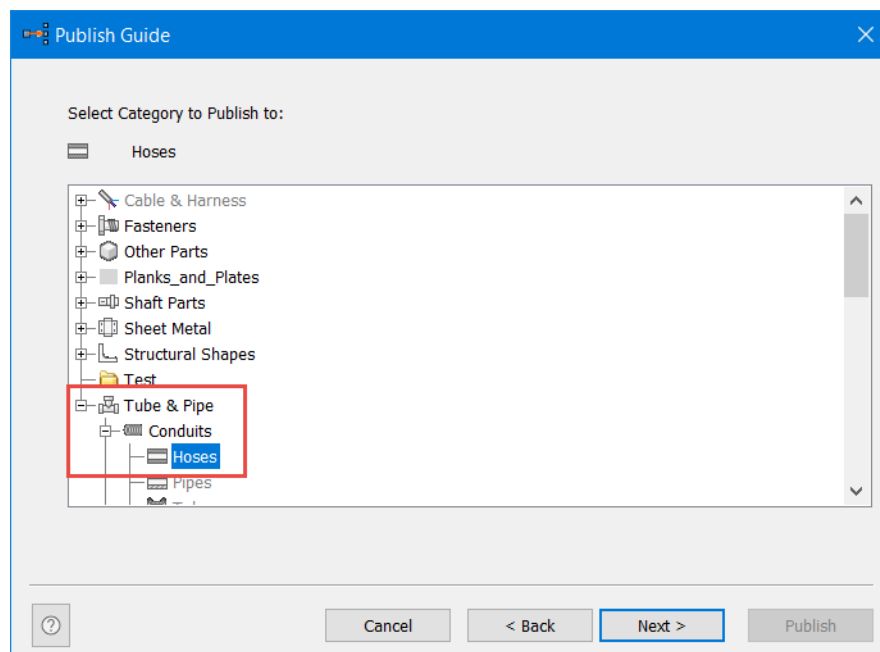 Publish Guide
Select Category to Publish to:
Hoses
Cable & Harness
Fasteners
Other Parts
Planks_and_Plates
Shaft Parts
Sheet Metal
Structural Shapes
Test
Tube & Pipe
Conduits
Hoses
Pipes
Cancel
< Back
Next >
Publish